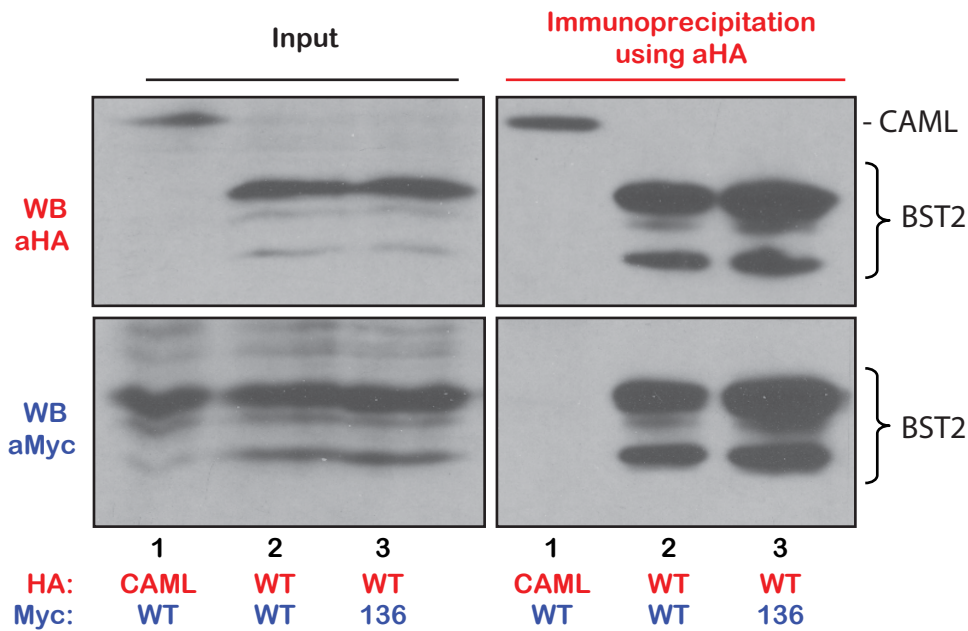 Input
Immunoprecipitation
using aHA
WB
aHA
- CAML
BST2
WB
aMyc
BST2
1 2 3 1 2 3
HA: CAML WT WT CAML WT WT
Myc: WT WT 136 WT WT 136